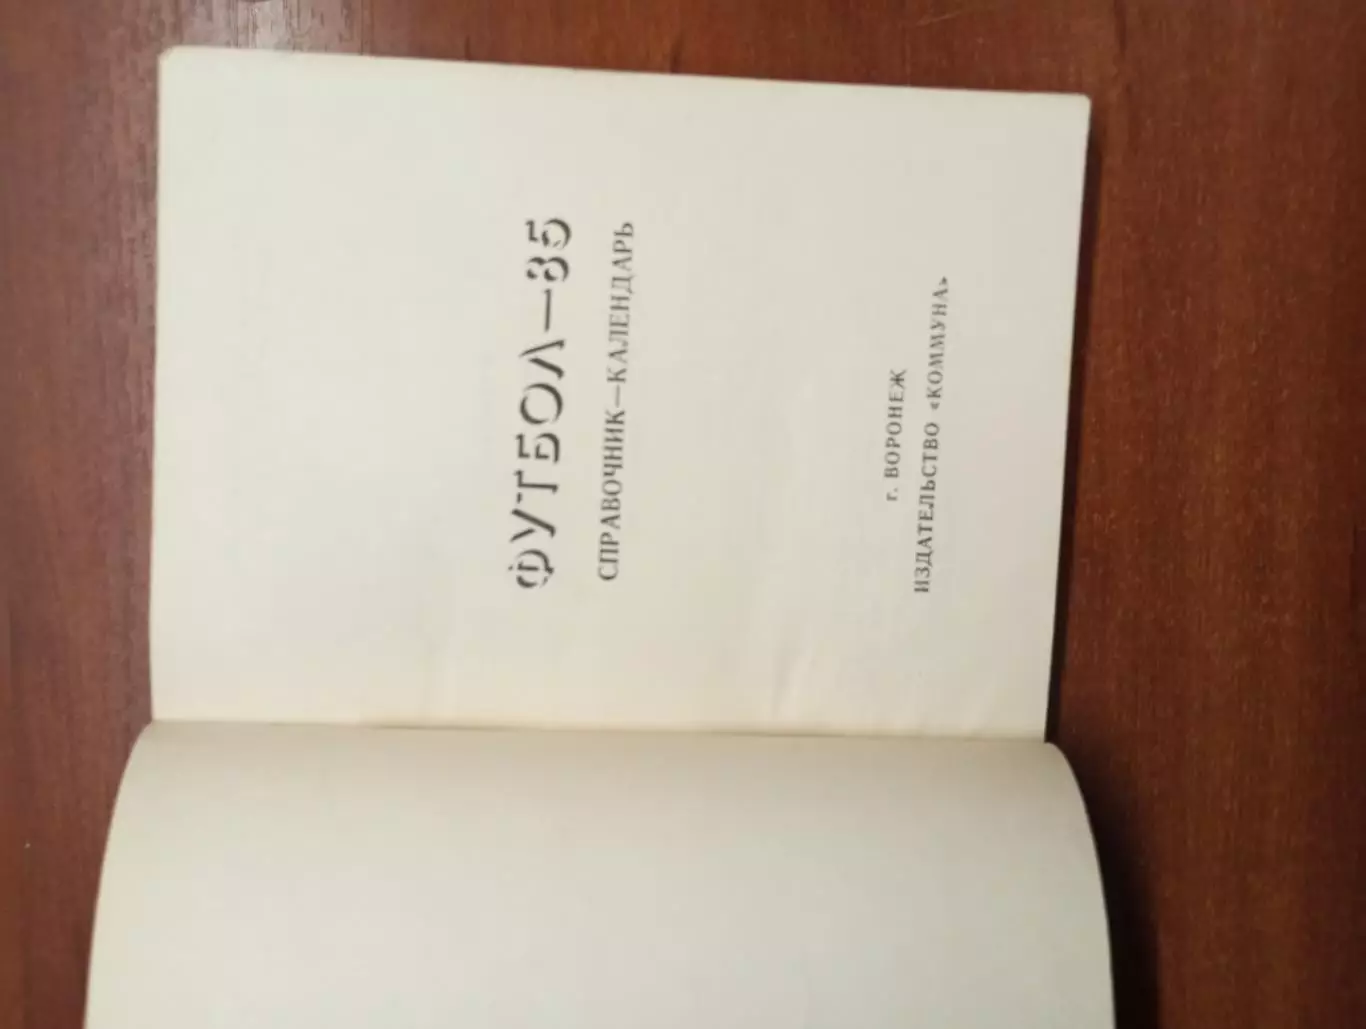 ФУТБОЛ—85
СПРАВОЧНИК—КАЛЕНДАРЬ
г. ВОРОНЕЖ
ИЗДАТЕЛЬСТВО «КОММУНА»